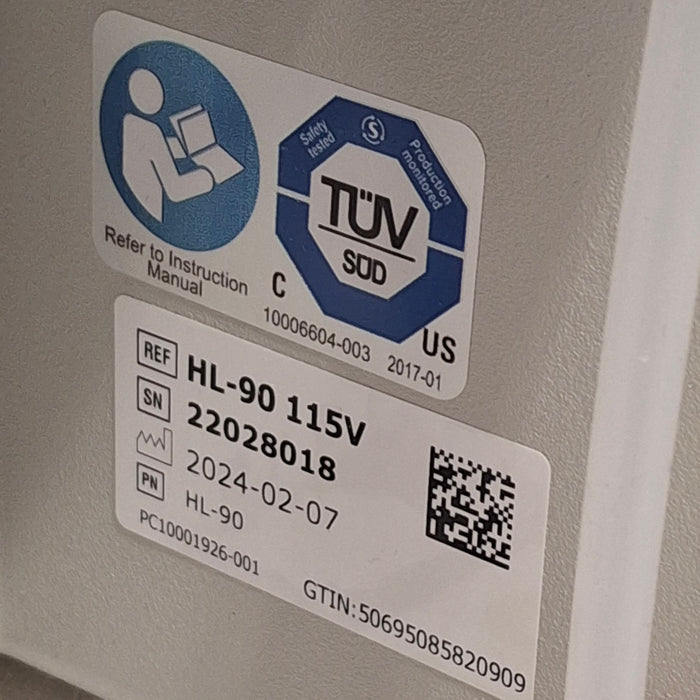 Safety tested
S
Production monitored
TÜV
SÜD
Refer to Instruction
Manual
C
US
10006604-003 2017-01
REF HL-90 115V
SN 22028018
2024-02-07
PN HL-90
PC10001926-001
GTIN:50695085820909